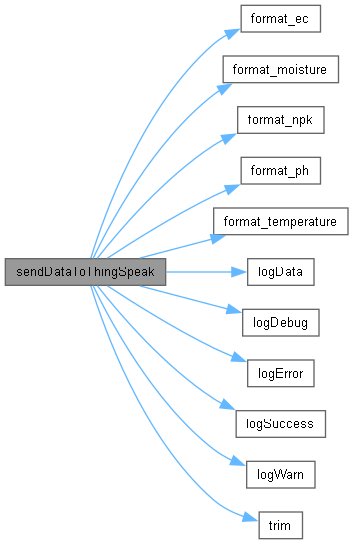 format_ec
format_moisture
format_npk
format_ph
format_temperature
sendDataToThingSpeak
logData
logDebug
logError
logSuccess
logWarn
trim